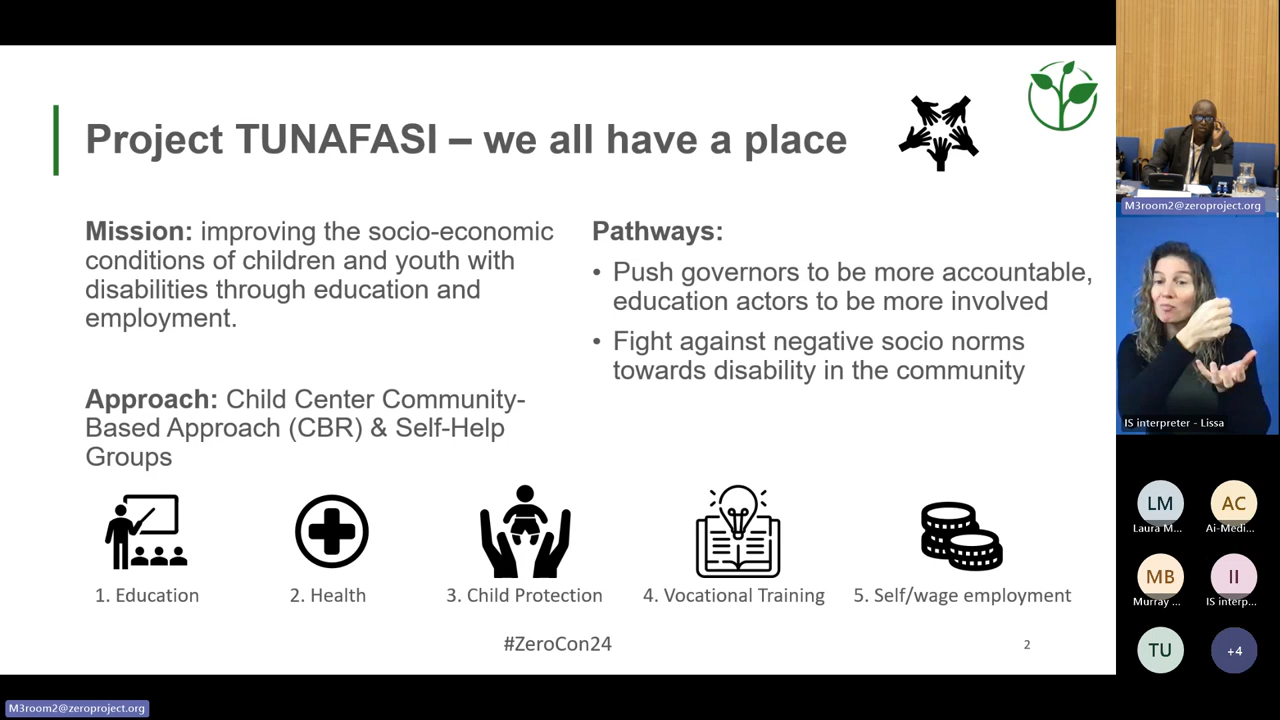 Project TUNAFASI – we all have a place
Mission: improving the socio-economic
conditions of children and youth with
disabilities through education and
employment.
Approach: Child Center Community-
Based Approach (CBR) & Self-Help
Groups
Pathways:
• Push governors to be more accountable,
education actors to be more involved
• Fight against negative socio norms
towards disability in the community
1. Education
2. Health
3. Child Protection
4. Vocational Training
5. Self/wage employment
#ZeroCon24
2
M3room2@zeroproject.org
IS interpreter - Lissa
LM
Laura M...
AC
Ai-Medi...
MB
Murray ...
II
IS interp...
TU
+4
M3room2@zeroproject.org